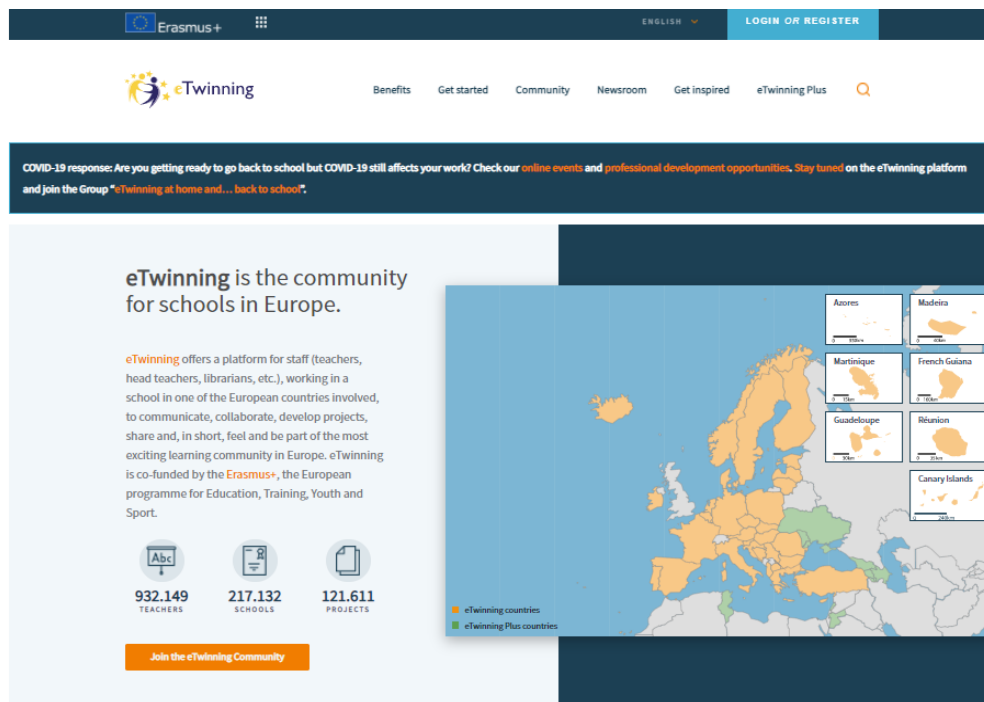 Erasmus+
ENGLISH
LOGIN OR REGISTER
eTwinning
Benefits
Get started
Community
Newsroom
Get inspired
eTwinning Plus
COVID-19 response: Are you getting ready to go back to school but COVID-19 still affects your work? Check our online events and professional development opportunities. Stay tuned on the eTwinning platform
and join the Group "eTwinning at home and... back to school".
eTwinning is the community
for schools in Europe.
eTwinning offers a platform for staff (teachers,
head teachers, librarians, etc.), working in a
school in one of the European countries involved,
to communicate, collaborate, develop projects,
share and, in short, feel and be part of the most
exciting learning community in Europe. eTwinning
is co-funded by the Erasmus+, the European
programme for Education, Training, Youth and
Sport.
Abc
932.149
TEACHERS
217.132
SCHOOLS
121.611
PROJECTS
Join the eTwinning Community
Azores
Madeira
Martinique
French Guiana
Guadeloupe
Réunion
Canary Islands
eTwinning countries
eTwinning Plus countries